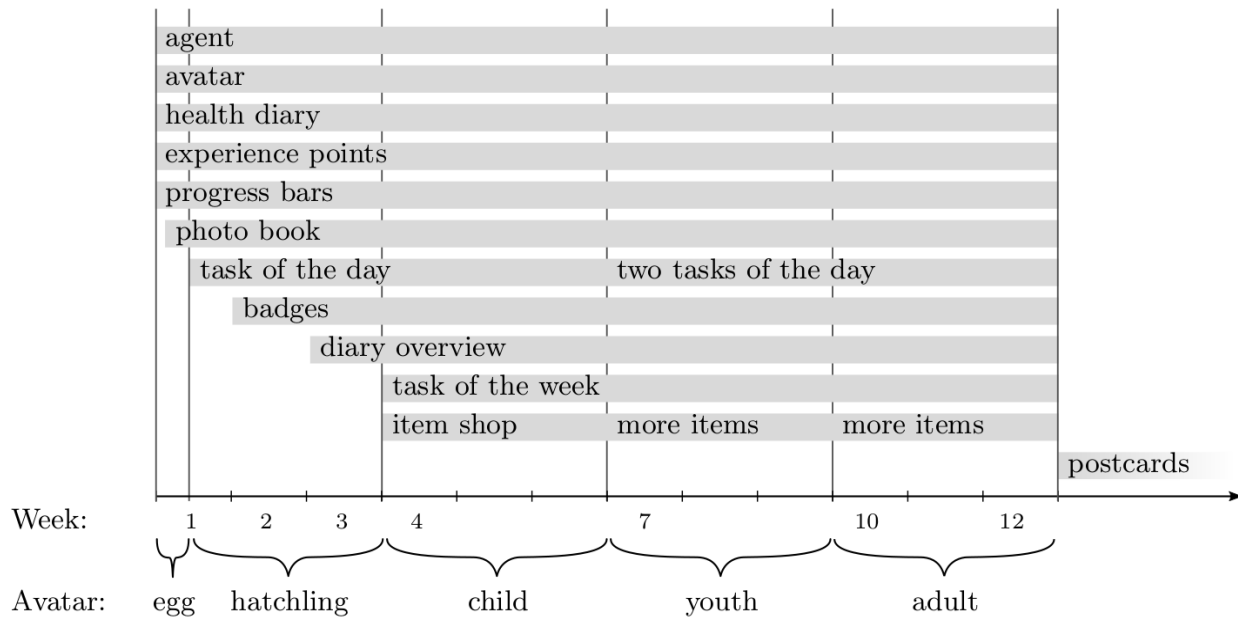 agent
avatar
health diary
experience points
progress bars
photo book
task of the day two tasks of the day
badges
diary overview
task of the week
item shop more items more items
postcards
Week: 1 2 3 4 7 10 12
Avatar: egg hatchling child youth adult